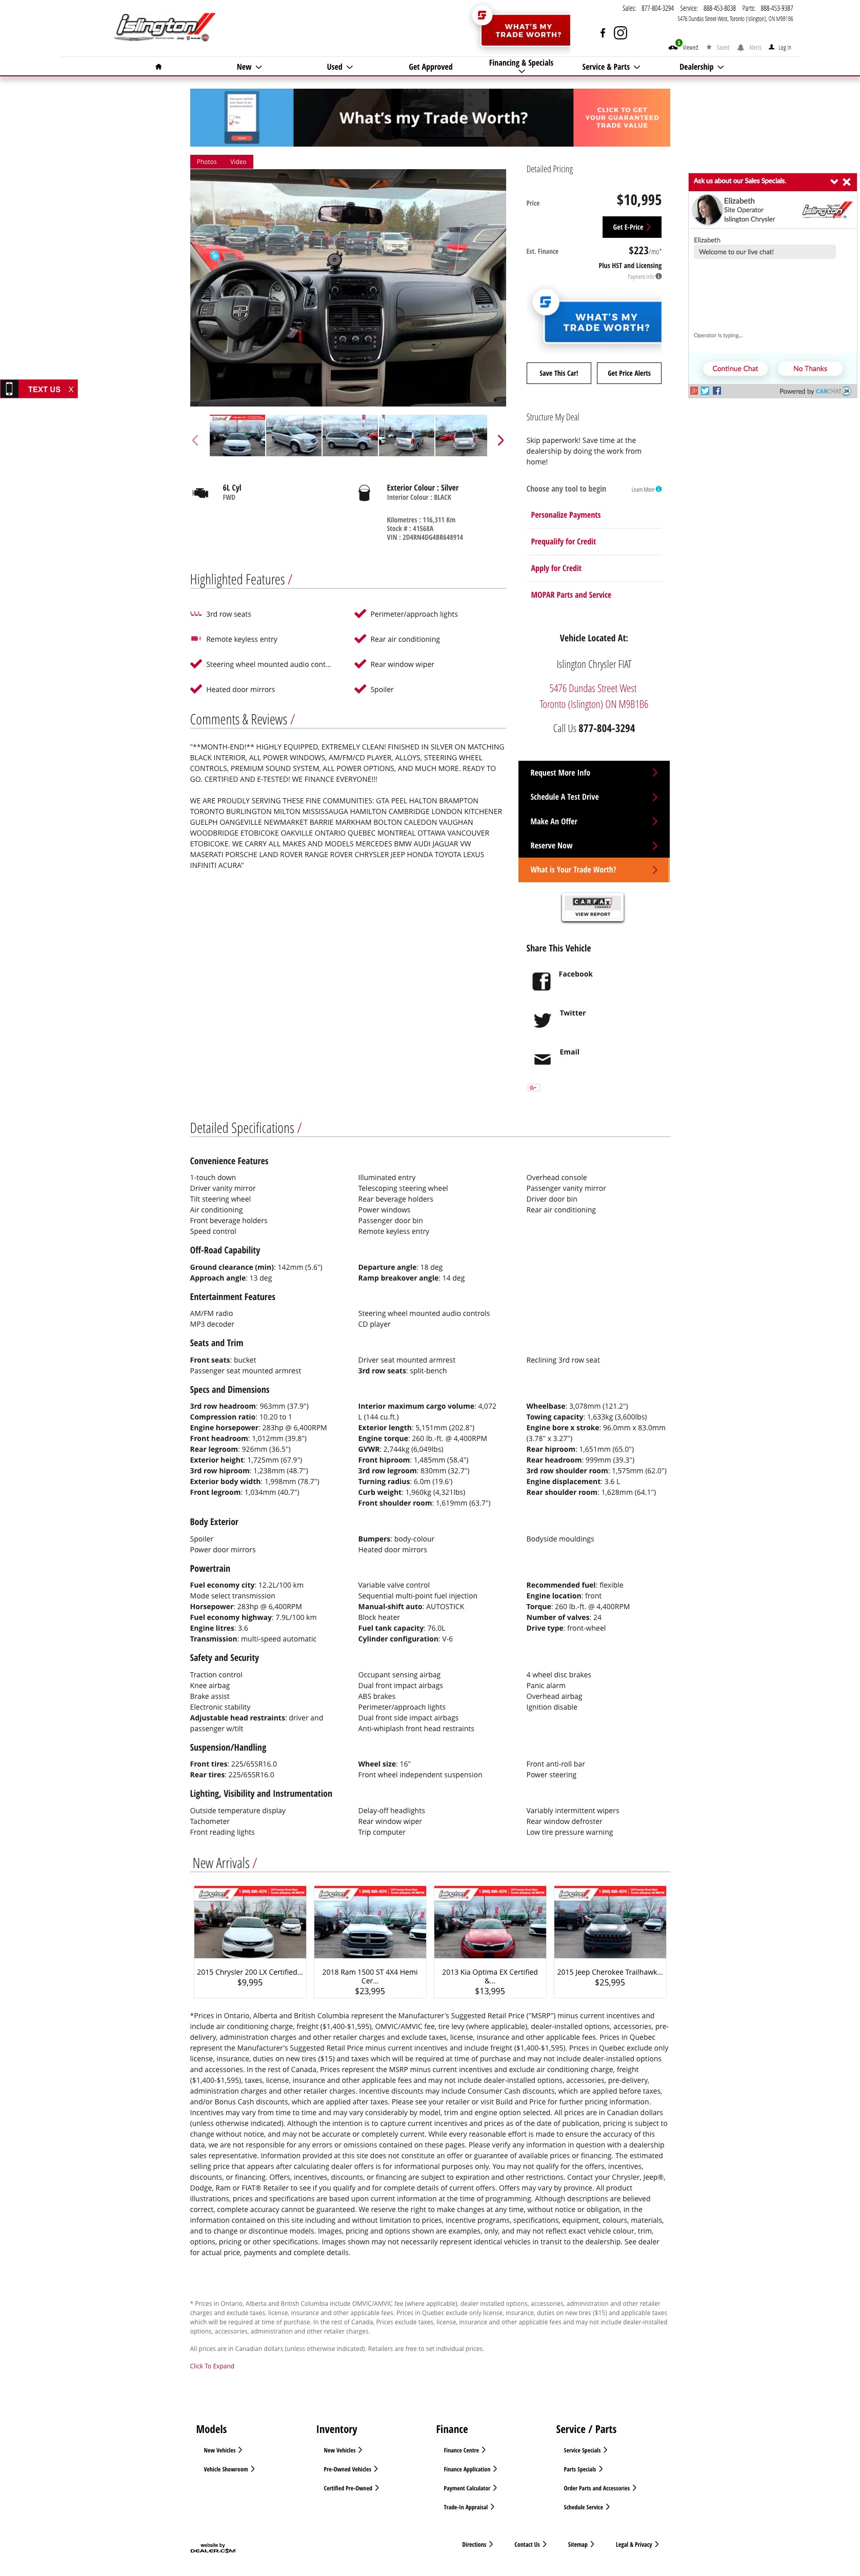 islington
WHAT'S MY
TRADE WORTH?
Sales: 877-804-3294 Service: 888-453-8038 Parts: 888-453-9387
5476 Dundas Street West, Toronto (Islington), ON M9B1B6
1
Viewed Saved Alerts Log In
New Used Get Approved Financing & Specials Service & Parts Dealership
What's my Trade Worth?
CLICK TO GET
YOUR GUARANTEED
TRADE VALUE
Photos Video
Detailed Pricing
Price $10,995
Get E-Price
Est. Finance $223/mo*
Plus HST and Licensing
Payment Info
WHAT'S MY
TRADE WORTH?
Save This Car! Get Price Alerts
Ask us about our Sales Specials.
Elizabeth
Site Operator
Islington Chrysler
islington
Elizabeth
Welcome to our live chat!
Operator is typing...
Continue Chat No Thanks
Powered by CARCHAT24
TEXT US X
Structure My Deal
Skip paperwork! Save time at the
dealership by doing the work from
home!
Choose any tool to begin Learn More
Personalize Payments
Prequalify for Credit
Apply for Credit
MOPAR Parts and Service
6L Cyl
FWD
Exterior Colour : Silver
Interior Colour : BLACK
Kilometres : 116,311 Km
Stock # : 41568A
VIN : 2D4RN4DG4BR648914
Highlighted Features /
3rd row seats Perimeter/approach lights
Remote keyless entry Rear air conditioning
Steering wheel mounted audio cont... Rear window wiper
Heated door mirrors Spoiler
Vehicle Located At:
Islington Chrysler FIAT
5476 Dundas Street West
Toronto (Islington) ON M9B1B6
Call Us 877-804-3294
Comments & Reviews /
"**MONTH-END!** HIGHLY EQUIPPED, EXTREMELY CLEAN! FINISHED IN SILVER ON MATCHING
BLACK INTERIOR, ALL POWER WINDOWS, AM/FM/CD PLAYER, ALLOYS, STEERING WHEEL
CONTROLS, PREMIUM SOUND SYSTEM, ALL POWER OPTIONS, AND MUCH MORE. READY TO
GO. CERTIFIED AND E-TESTED! WE FINANCE EVERYONE!!!
WE ARE PROUDLY SERVING THESE FINE COMMUNITIES: GTA PEEL HALTON BRAMPTON
TORONTO BURLINGTON MILTON MISSISSAUGA HAMILTON CAMBRIDGE LONDON KITCHENER
GUELPH OANGEVILLE NEWMARKET BARRIE MARKHAM BOLTON CALEDON VAUGHAN
WOODBRIDGE ETOBICOKE OAKVILLE ONTARIO QUEBEC MONTREAL OTTAWA VANCOUVER
ETOBICOKE. WE CARRY ALL MAKES AND MODELS MERCEDES BMW AUDI JAGUAR VW
MASERATI PORSCHE LAND ROVER RANGE ROVER CHRYSLER JEEP HONDA TOYOTA LEXUS
INFINITI ACURA"
Request More Info
Schedule A Test Drive
Make An Offer
Reserve Now
What is Your Trade Worth?
CARFAX
VIEW REPORT
Share This Vehicle
Facebook
Twitter
Email
G+
Detailed Specifications /
Convenience Features
1-touch down Illuminated entry Overhead console
Driver vanity mirror Telescoping steering wheel Passenger vanity mirror
Tilt steering wheel Rear beverage holders Driver door bin
Air conditioning Power windows Rear air conditioning
Front beverage holders Passenger door bin
Speed control Remote keyless entry
Off-Road Capability
Ground clearance (min): 142mm (5.6") Departure angle: 18 deg
Approach angle: 13 deg Ramp breakover angle: 14 deg
Entertainment Features
AM/FM radio Steering wheel mounted audio controls
MP3 decoder CD player
Seats and Trim
Front seats: bucket Driver seat mounted armrest Reclining 3rd row seat
Passenger seat mounted armrest 3rd row seats: split-bench
Specs and Dimensions
3rd row headroom: 963mm (37.9") Interior maximum cargo volume: 4,072 Wheelbase: 3,078mm (121.2")
Compression ratio: 10.20 to 1 L (144 cu.ft.) Towing capacity: 1,633kg (3,600lbs)
Engine horsepower: 283hp @ 6,400RPM Exterior length: 5,151mm (202.8") Engine bore x stroke: 96.0mm x 83.0mm
Front headroom: 1,012mm (39.8") Engine torque: 260 lb.-ft. @ 4,400RPM (3.78" x 3.27")
Rear legroom: 926mm (36.5") GVWR: 2,744kg (6,049lbs) Rear hiproom: 1,651mm (65.0")
Exterior height: 1,725mm (67.9") Front hiproom: 1,485mm (58.4") Rear headroom: 999mm (39.3")
3rd row hiproom: 1,238mm (48.7") 3rd row legroom: 830mm (32.7") 3rd row shoulder room: 1,575mm (62.0")
Exterior body width: 1,998mm (78.7") Turning radius: 6.0m (19.6') Engine displacement: 3.6 L
Front legroom: 1,034mm (40.7") Curb weight: 1,960kg (4,321lbs) Rear shoulder room: 1,628mm (64.1")
Front shoulder room: 1,619mm (63.7")
Body Exterior
Spoiler Bumpers: body-colour Bodyside mouldings
Power door mirrors Heated door mirrors
Powertrain
Fuel economy city: 12.2L/100 km Variable valve control Recommended fuel: flexible
Mode select transmission Sequential multi-point fuel injection Engine location: front
Horsepower: 283hp @ 6,400RPM Manual-shift auto: AUTOSTICK Torque: 260 lb.-ft. @ 4,400RPM
Fuel economy highway: 7.9L/100 km Block heater Number of valves: 24
Engine litres: 3.6 Fuel tank capacity: 76.0L Drive type: front-wheel
Transmission: multi-speed automatic Cylinder configuration: V-6
Safety and Security
Traction control Occupant sensing airbag 4 wheel disc brakes
Knee airbag Dual front impact airbags Panic alarm
Brake assist ABS brakes Overhead airbag
Electronic stability Perimeter/approach lights Ignition disable
Adjustable head restraints: driver and Dual front side impact airbags
passenger w/tilt Anti-whiplash front head restraints
Suspension/Handling
Front tires: 225/65SR16.0 Wheel size: 16" Front anti-roll bar
Rear tires: 225/65SR16.0 Front wheel independent suspension Power steering
Lighting, Visibility and Instrumentation
Outside temperature display Delay-off headlights Variably intermittent wipers
Tachometer Rear window wiper Rear window defroster
Front reading lights Trip computer Low tire pressure warning
New Arrivals /
2015 Chrysler 200 LX Certified... 2018 Ram 1500 ST 4X4 Hemi 2013 Kia Optima EX Certified 2015 Jeep Cherokee Trailhawk...
$9,995 Cer... &... $25,995
$23,995 $13,995
*Prices in Ontario, Alberta and British Columbia represent the Manufacturer's Suggested Retail Price ("MSRP") minus current incentives and
include air conditioning charge, freight ($1,400-$1,595), OMVIC/AMVIC fee, tire levy (where applicable), dealer-installed options, accessories, pre-
delivery, administration charges and other retailer charges and exclude taxes, license, insurance and other applicable fees. Prices in Quebec
represent the Manufacturer's Suggested Retail Price minus current incentives and include freight ($1,400-$1,595). Prices in Quebec exclude only
license, insurance, duties on new tires ($15) and taxes which will be required at time of purchase and may not include dealer-installed options
and accessories. In the rest of Canada, Prices represent the MSRP minus current incentives and exclude air conditioning charge, freight
($1,400-$1,595), taxes, license, insurance and other applicable fees and may not include dealer-installed options, accessories, pre-delivery,
administration charges and other retailer charges. Incentive discounts may include Consumer Cash discounts, which are applied before taxes,
and/or Bonus Cash discounts, which are applied after taxes. Please see your retailer or visit Build and Price for further pricing information.
Incentives may vary from time to time and may vary considerably by model, trim and engine option selected. All prices are in Canadian dollars
(unless otherwise indicated). Although the intention is to capture current incentives and prices as of the date of publication, pricing is subject to
change without notice, and may not be accurate or completely current. While every reasonable effort is made to ensure the accuracy of this
data, we are not responsible for any errors or omissions contained on these pages. Please verify any information in question with a dealership
sales representative. Information provided at this site does not constitute an offer or guarantee of available prices or financing. The estimated
selling price that appears after calculating dealer offers is for informational purposes only. You may not qualify for the offers, incentives,
discounts, or financing. Offers, incentives, discounts, or financing are subject to expiration and other restrictions. Contact your Chrysler, Jeep®,
Dodge, Ram or FIAT® Retailer to see if you qualify and for complete details of current offers. Offers may vary by province. All product
illustrations, prices and specifications are based upon current information at the time of programming. Although descriptions are believed
correct, complete accuracy cannot be guaranteed. We reserve the right to make changes at any time, without notice or obligation, in the
information contained on this site including and without limitation to prices, incentive programs, specifications, equipment, colours, materials,
and to change or discontinue models. Images, pricing and options shown are examples, only, and may not reflect exact vehicle colour, trim,
options, pricing or other specifications. Images shown may not necessarily represent identical vehicles in transit to the dealership. See dealer
for actual price, payments and complete details.
* Prices in Ontario, Alberta and British Columbia include OMVIC/AMVIC fee (where applicable), dealer installed options, accessories, administration and other retailer
charges and exclude taxes, license, insurance and other applicable fees. Prices in Quebec exclude only license, insurance, duties on new tires ($15) and applicable taxes
which will be required at time of purchase. In the rest of Canada, Prices exclude taxes, license, insurance and other applicable fees and may not include dealer-installed
options, accessories, administration and other retailer charges.
All prices are in Canadian dollars (unless otherwise indicated). Retailers are free to set individual prices.
Click To Expand
Models Inventory Finance Service / Parts
New Vehicles New Vehicles Finance Centre Service Specials
Vehicle Showroom Pre-Owned Vehicles Finance Application Parts Specials
Certified Pre-Owned Payment Calculator Order Parts and Accessories
Trade-In Appraisal Schedule Service
website by
DEALER.COM
Directions Contact Us Sitemap Legal & Privacy